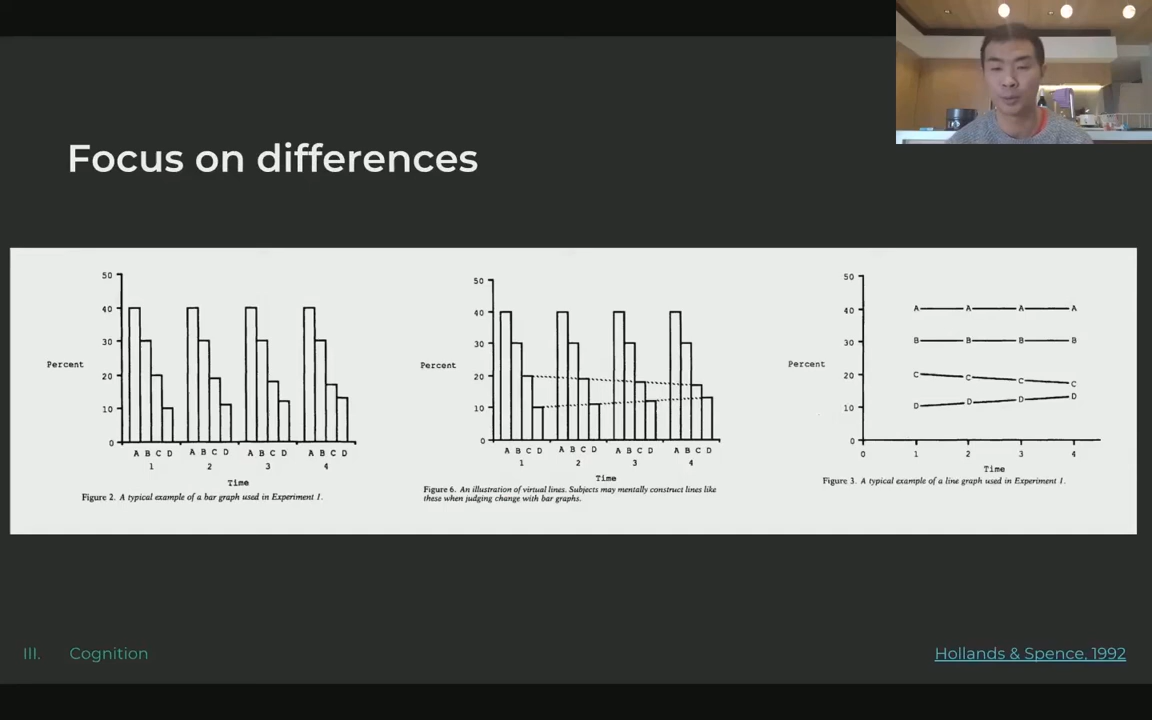 Focus on differences
50
40
30
20
10
0
Percent
A B C D A B C D A B C D A B C D
1 2 3 4
Time
Figure 2. A typical example of a bar graph used in Experiment 1.
50
40
30
20
10
0
Percent
A B C D A B C D A B C D A B C D
1 2 3 4
Time
Figure 6. An illustration of virtual lines. Subjects may mentally construct lines like
these when judging change with bar graphs.
50
40
30
20
10
0
Percent
A A A A
B B B B
C C C C
D D D D
0 1 2 3 4
Time
Figure 3. A typical example of a line graph used in Experiment 1.
III. Cognition
Hollands & Spence, 1992